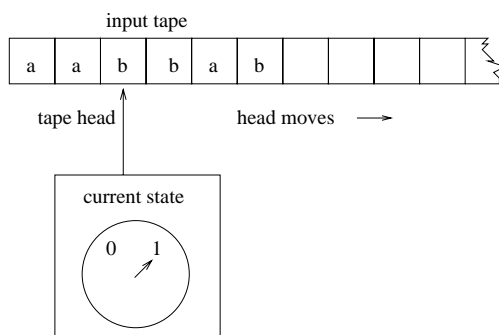 input tape
a a b b a b
tape head head moves
current state
0 1